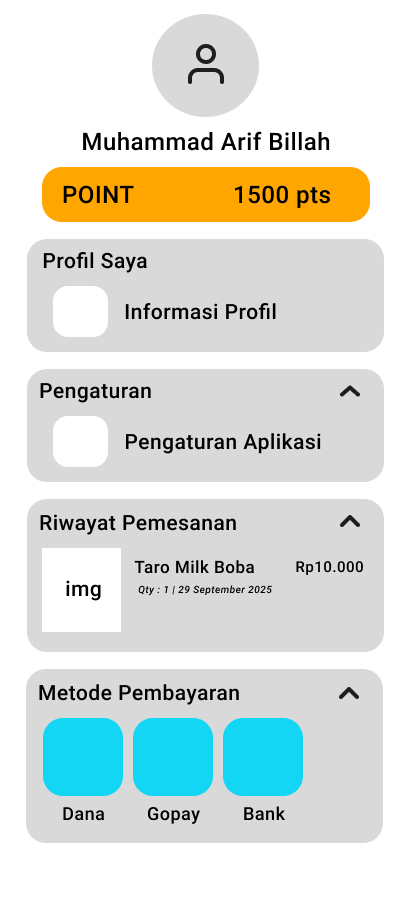 Muhammad Arif Billah
POINT 1500 pts
Profil Saya
Informasi Profil
Pengaturan
Pengaturan Aplikasi
Riwayat Pemesanan
img
Taro Milk Boba Rp10.000
Qty : 1 | 29 September 2025
Metode Pembayaran
Dana Gopay Bank